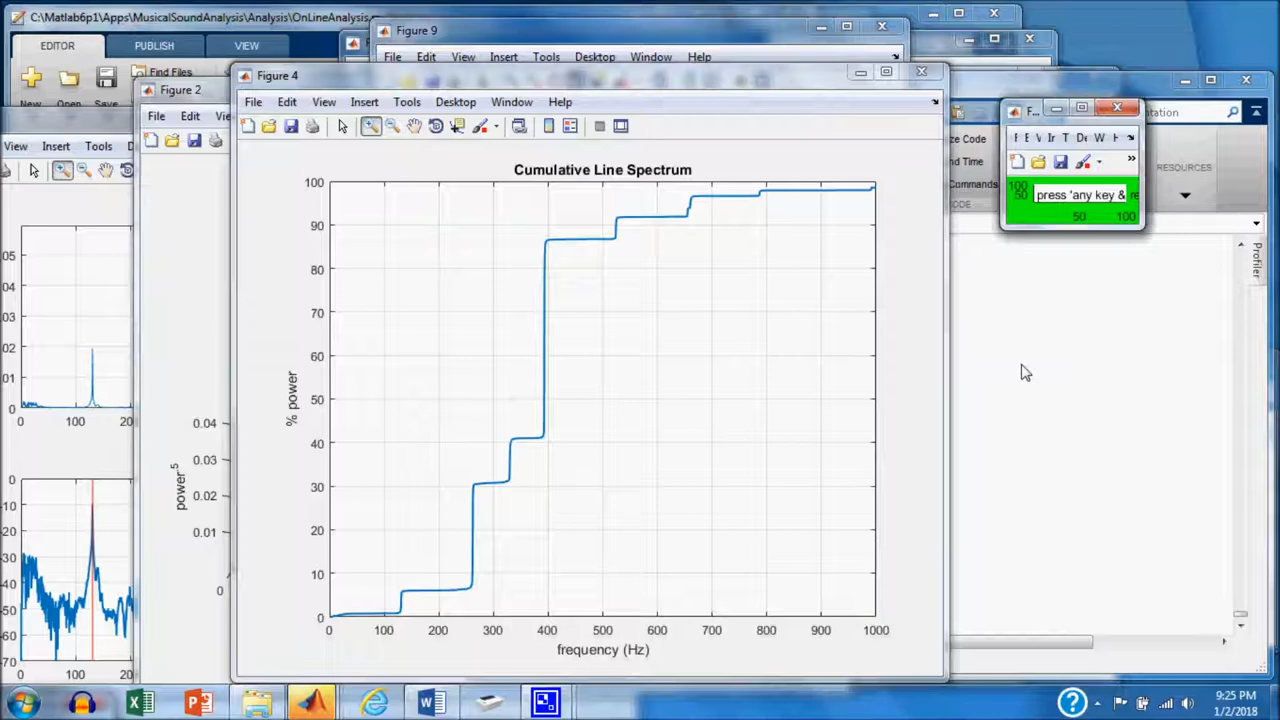 C:\Matlab6p1\Apps\MusicalSoundAnalysis\Analysis\OnLineAnalysis.
EDITOR PUBLISH VIEW
Find Files
New Open Save
Figure 9
File Edit View Insert Tools Desktop Window Help
Figure 2
File Edit
Figure 4
File Edit View Insert Tools Desktop Window Help
View Insert Tools
F...
press 'any key & re
100
50
50 100
ze Code
nd Time
Commands
RESOURCES
Profiler
Cumulative Line Spectrum
100
90
80
70
60
50
40
30
20
10
0
% power
0 100 200 300 400 500 600 700 800 900 1000
frequency (Hz)
05
04
03
02
01
0
0 100 20
0
-10
-20
-30
-40
-50
-60
-70
0 100 20
0.04
0.03
0.02
0.01
0
power.5
9:25 PM
1/2/2018